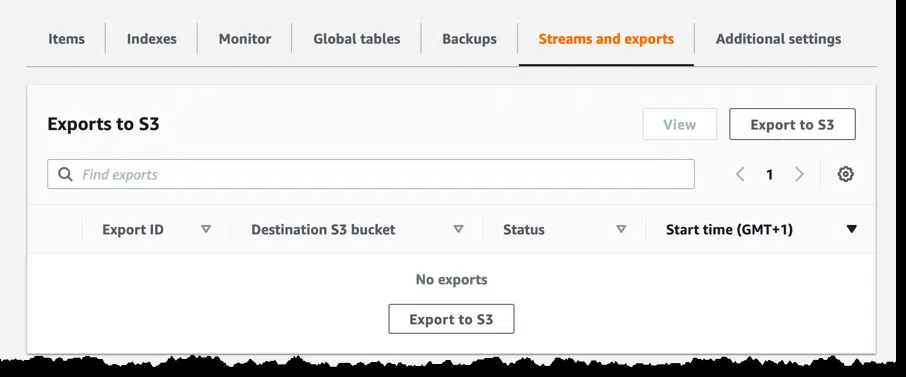 Items Indexes Monitor Global tables Backups Streams and exports Additional settings
Exports to S3 View Export to S3
Find exports 1
Export ID Destination S3 bucket Status Start time (GMT+1)
No exports
Export to S3